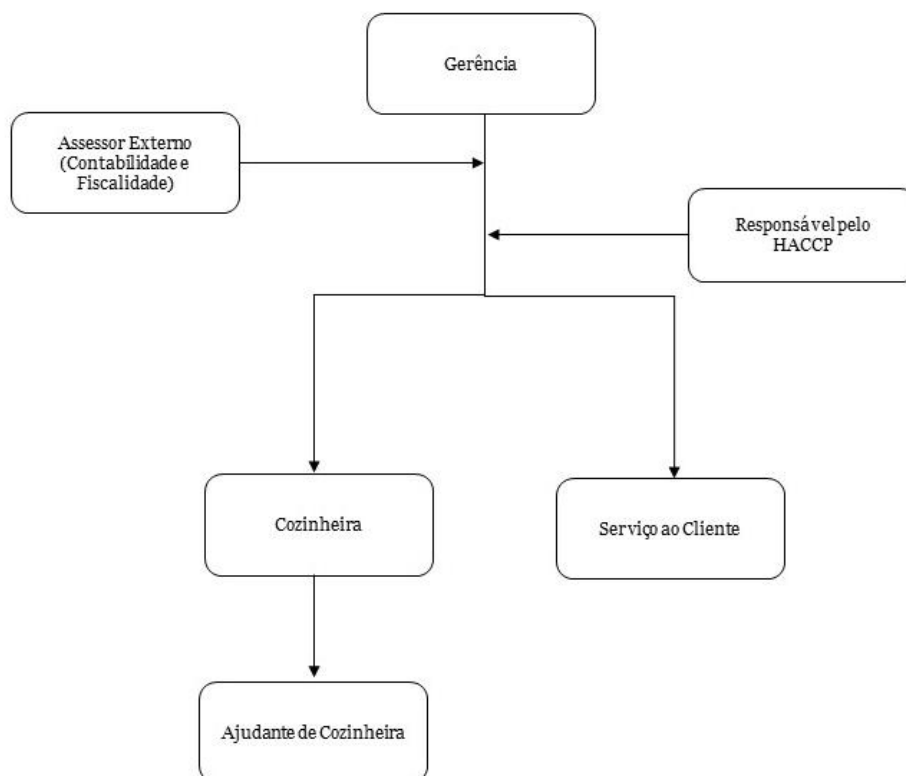 Gerência
Assessor Externo
(Contabilidade e
Fiscalidade)
Responsável pelo
HACCP
Cozinheira
Serviço ao Cliente
Ajudante de Cozinheira